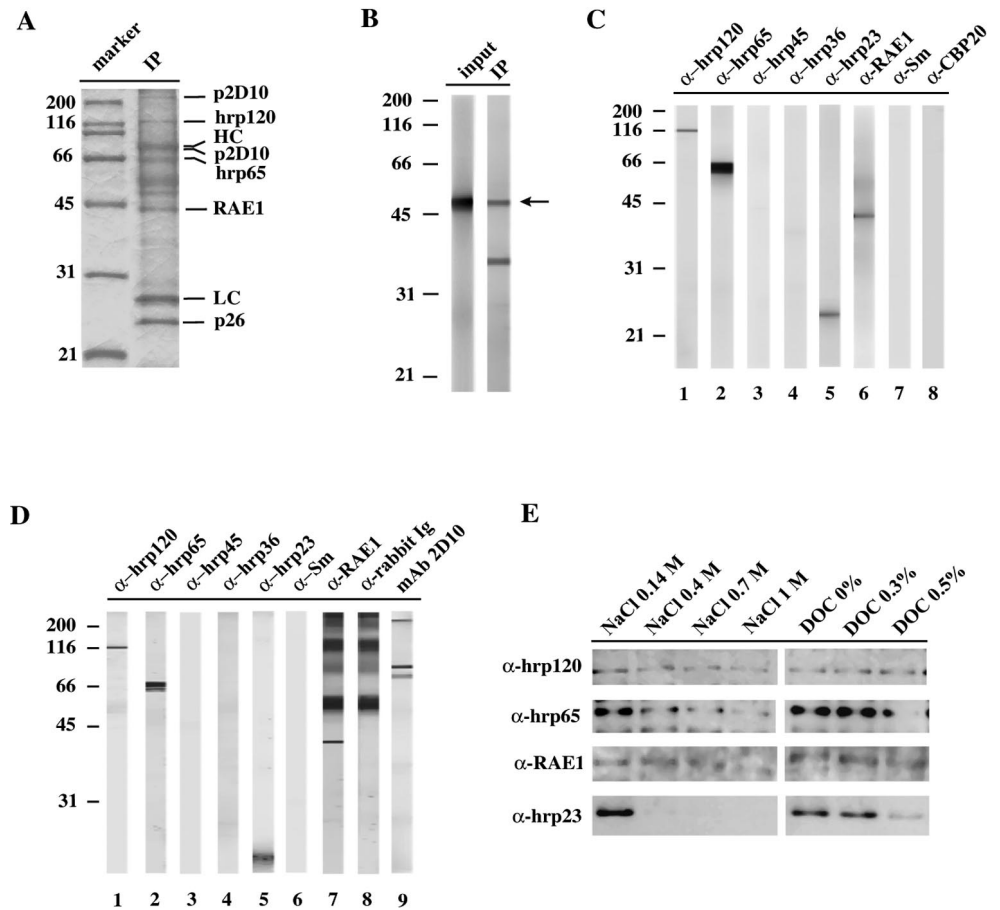 A
marker
IP
200
116
66
45
31
21
p2D10
hrp120
HC
p2D10
hrp65
RAE1
LC
p26
B
input
IP
200
116
66
45
31
21
C
α–hrp120
α–hrp65
α–hrp45
α–hrp36
α–hrp23
α-RAE1
α-Sm
α-CBP20
200
116
66
45
31
21
1 2 3 4 5 6 7 8
D
α–hrp120
α–hrp65
α–hrp45
α–hrp36
α–hrp23
α–Sm
α-RAE1
α-rabbit Ig
mAb 2D10
200
116
66
45
31
1 2 3 4 5 6 7 8 9
E
NaCl 0.14 M
NaCl 0.4 M
NaCl 0.7 M
NaCl 1 M
DOC 0%
DOC 0.3%
DOC 0.5%
α-hrp120
α-hrp65
α-RAE1
α-hrp23